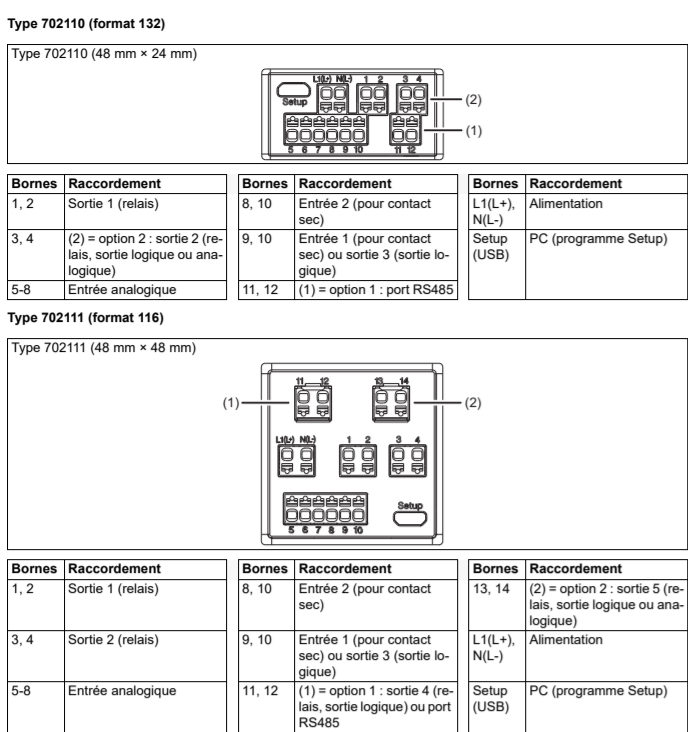 Type 702110 (format 132)
Type 702110 (48 mm × 24 mm)
L1(L+) N(L-) 1 2 3 4
Setup
(2)
(1)
5 6 7 8 9 10 11 12
Bornes Raccordement
1, 2 Sortie 1 (relais)
3, 4 (2) = option 2 : sortie 2 (re-
lais, sortie logique ou ana-
logique)
5-8 Entrée analogique
Bornes Raccordement
8, 10 Entrée 2 (pour contact
sec)
9, 10 Entrée 1 (pour contact
sec) ou sortie 3 (sortie lo-
gique)
11, 12 (1) = option 1 : port RS485
Bornes Raccordement
L1(L+), Alimentation
N(L-)
Setup PC (programme Setup)
(USB)
Type 702111 (format 116)
Type 702111 (48 mm × 48 mm)
11 12 13 14
(1) (2)
L1(L+) N(L-) 1 2 3 4
Setup
5 6 7 8 9 10
Bornes Raccordement
1, 2 Sortie 1 (relais)
3, 4 Sortie 2 (relais)
5-8 Entrée analogique
Bornes Raccordement
8, 10 Entrée 2 (pour contact
sec)
9, 10 Entrée 1 (pour contact
sec) ou sortie 3 (sortie lo-
gique)
11, 12 (1) = option 1 : sortie 4 (re-
lais, sortie logique) ou port
RS485
Bornes Raccordement
13, 14 (2) = option 2 : sortie 5 (re-
lais, sortie logique ou ana-
logique)
L1(L+), Alimentation
N(L-)
Setup PC (programme Setup)
(USB)